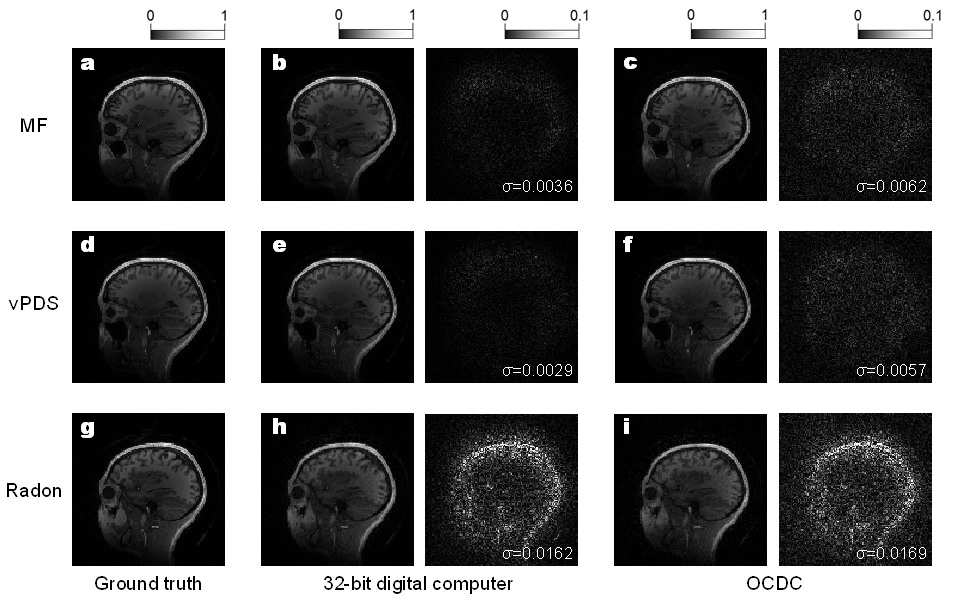 0 1 0 1 0 0.1 0 1 0 0.1
MF
a
b
σ=0.0036
c
σ=0.0062
vPDS
d
e
σ=0.0029
f
σ=0.0057
Radon
g
h
σ=0.0162
i
σ=0.0169
Ground truth
32-bit digital computer
OCDC